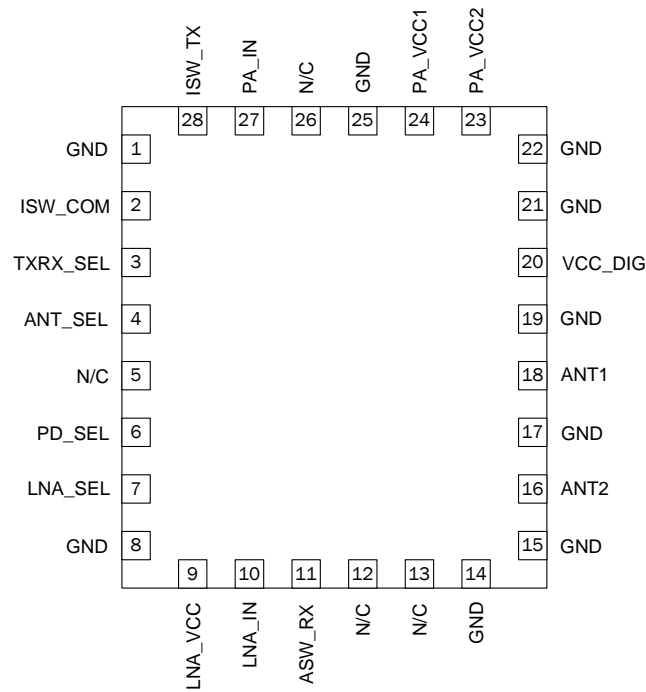 ISW_TX
PA_IN
N/C
GND
PA_VCC1
PA_VCC2
28 27 26 25 24 23
GND 1
22 GND
ISW_COM 2
21 GND
TXRX_SEL 3
20 VCC_DIG
ANT_SEL 4
19 GND
N/C 5
18 ANT1
PD_SEL 6
17 GND
LNA_SEL 7
16 ANT2
GND 8
15 GND
9 10 11 12 13 14
LNA_VCC
LNA_IN
ASW_RX
N/C
N/C
GND